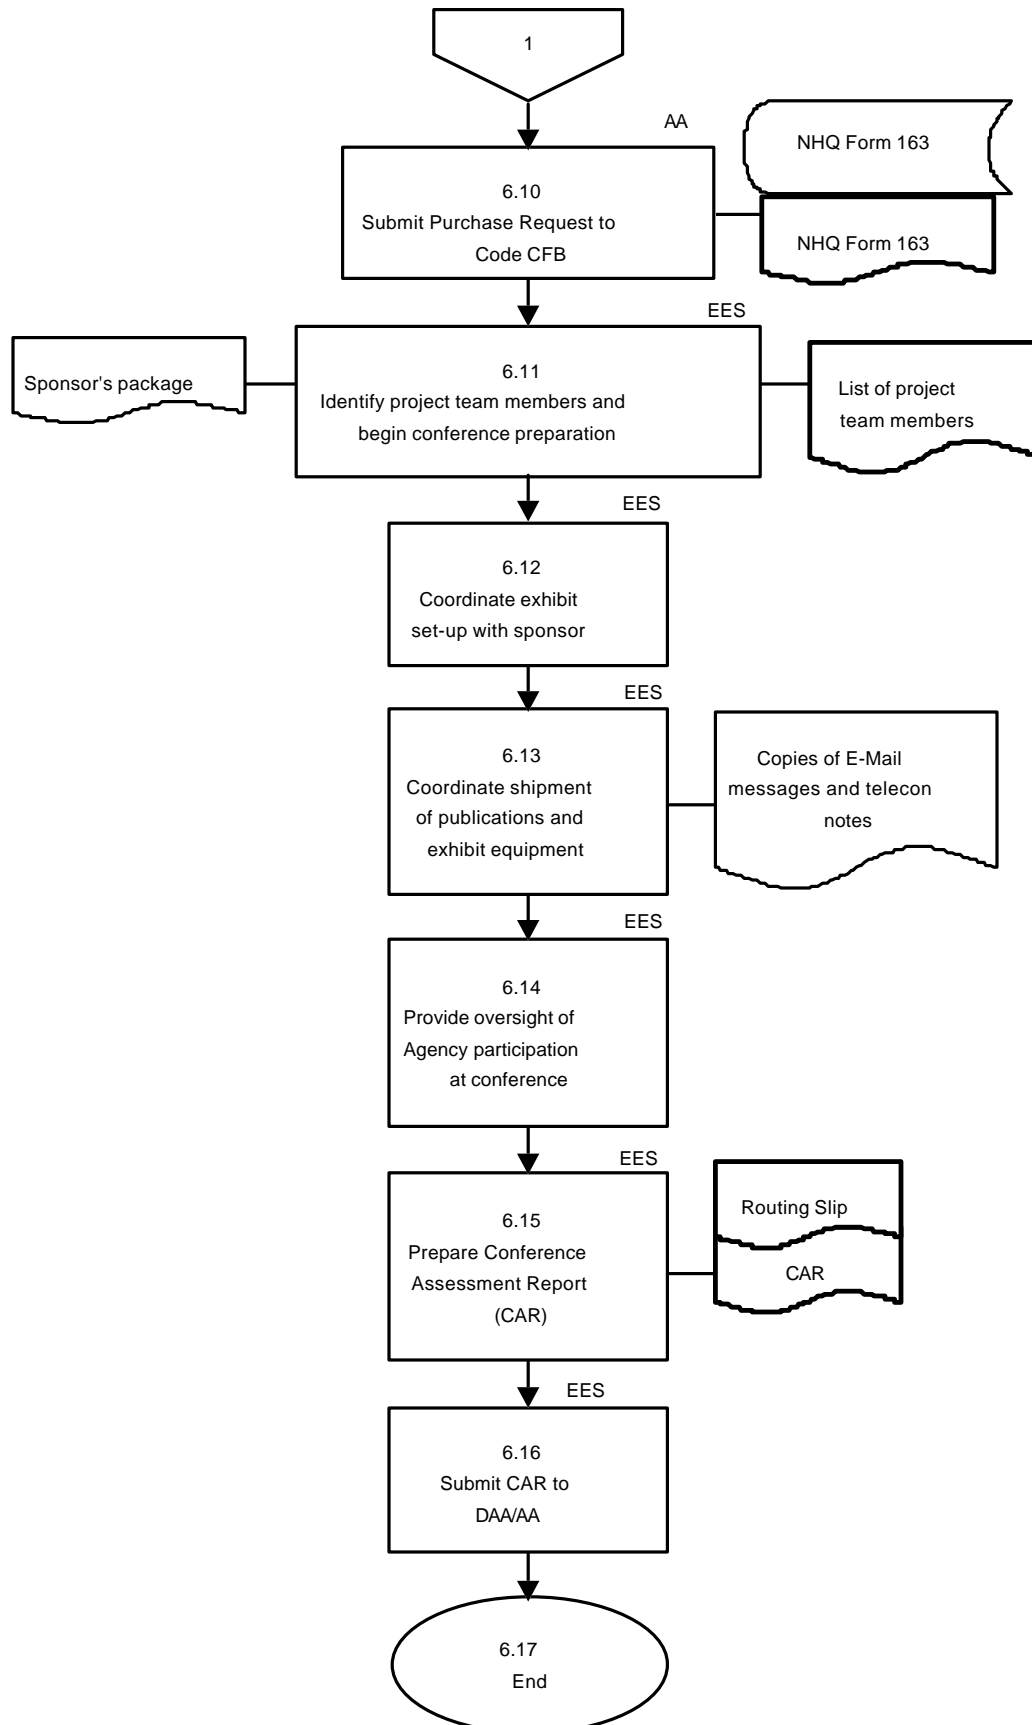 1
AA
NHQ Form 163
6.10
Submit Purchase Request to
Code CFB
NHQ Form 163
EES
Sponsor's package
6.11
Identify project team members and
begin conference preparation
List of project
team members
EES
6.12
Coordinate exhibit
set-up with sponsor
EES
6.13
Coordinate shipment
of publications and
exhibit equipment
Copies of E-Mail
messages and telecon
notes
EES
6.14
Provide oversight of
Agency participation
at conference
EES
6.15
Prepare Conference
Assessment Report
(CAR)
Routing Slip
CAR
EES
6.16
Submit CAR to
DAA/AA
6.17
End